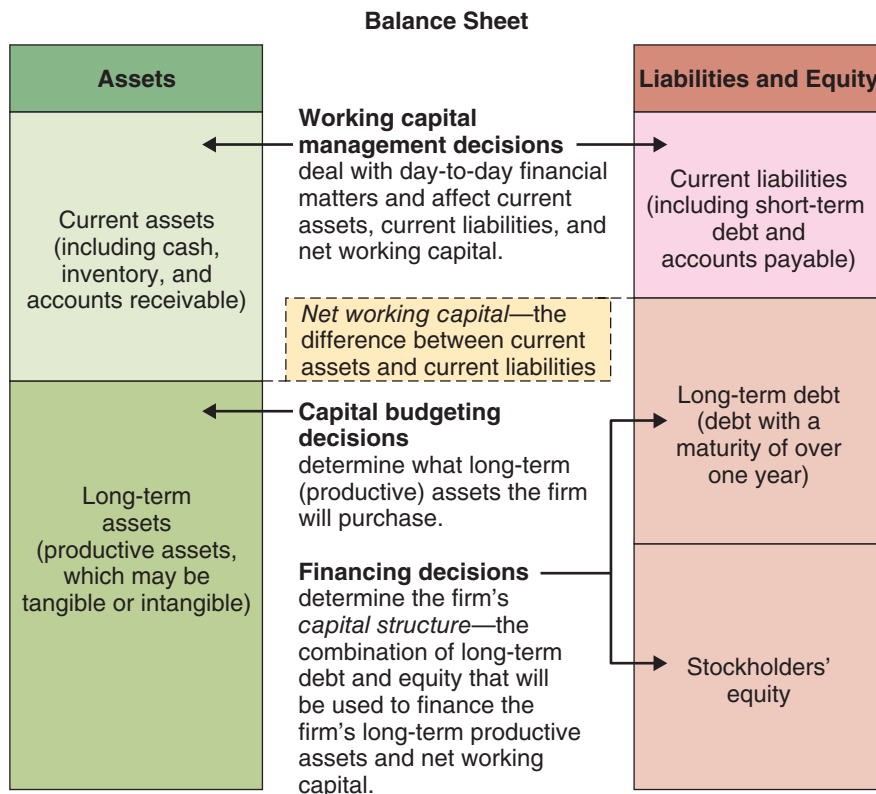 Balance Sheet
Assets
Current assets
(including cash,
inventory, and
accounts receivable)
Long-term
assets
(productive assets,
which may be
tangible or intangible)
Working capital
management decisions
deal with day-to-day financial
matters and affect current
assets, current liabilities, and
net working capital.
Net working capital—the
difference between current
assets and current liabilities
Capital budgeting
decisions
determine what long-term
(productive) assets the firm
will purchase.
Financing decisions
determine the firm's
capital structure—the
combination of long-term
debt and equity that will
be used to finance the
firm's long-term productive
assets and net working
capital.
Liabilities and Equity
Current liabilities
(including short-term
debt and
accounts payable)
Long-term debt
(debt with a
maturity of over
one year)
Stockholders'
equity